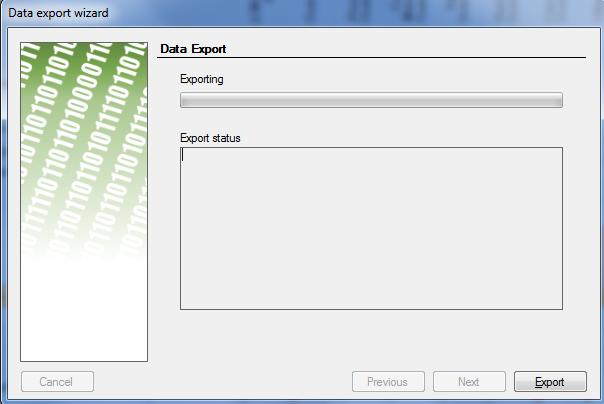 Data export wizard
Data Export
Exporting
Export status
Cancel
Previous
Next
Export